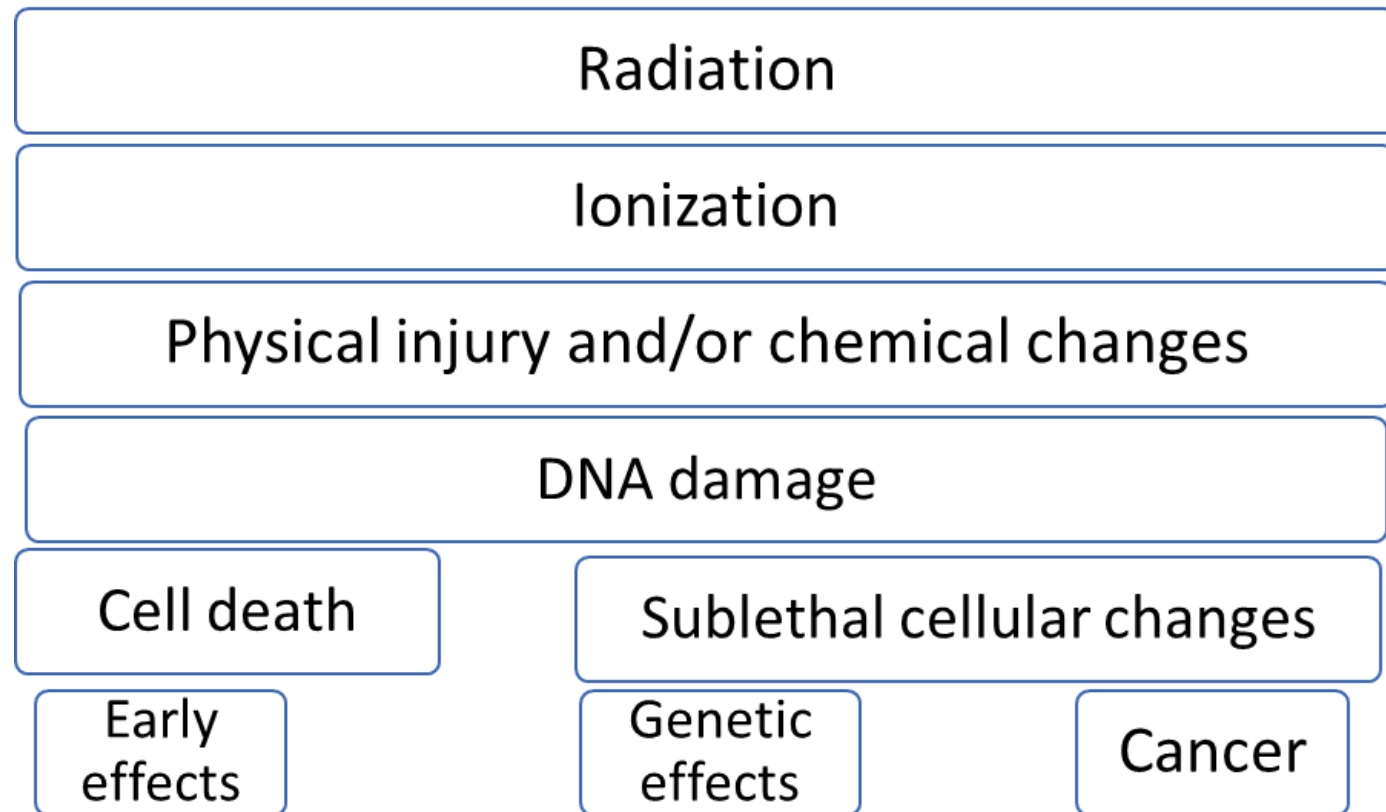 Radiation
Ionization
Physical injury and/or chemical changes
DNA damage
Cell death
Sublethal cellular changes
Early
effects
Genetic
effects
Cancer